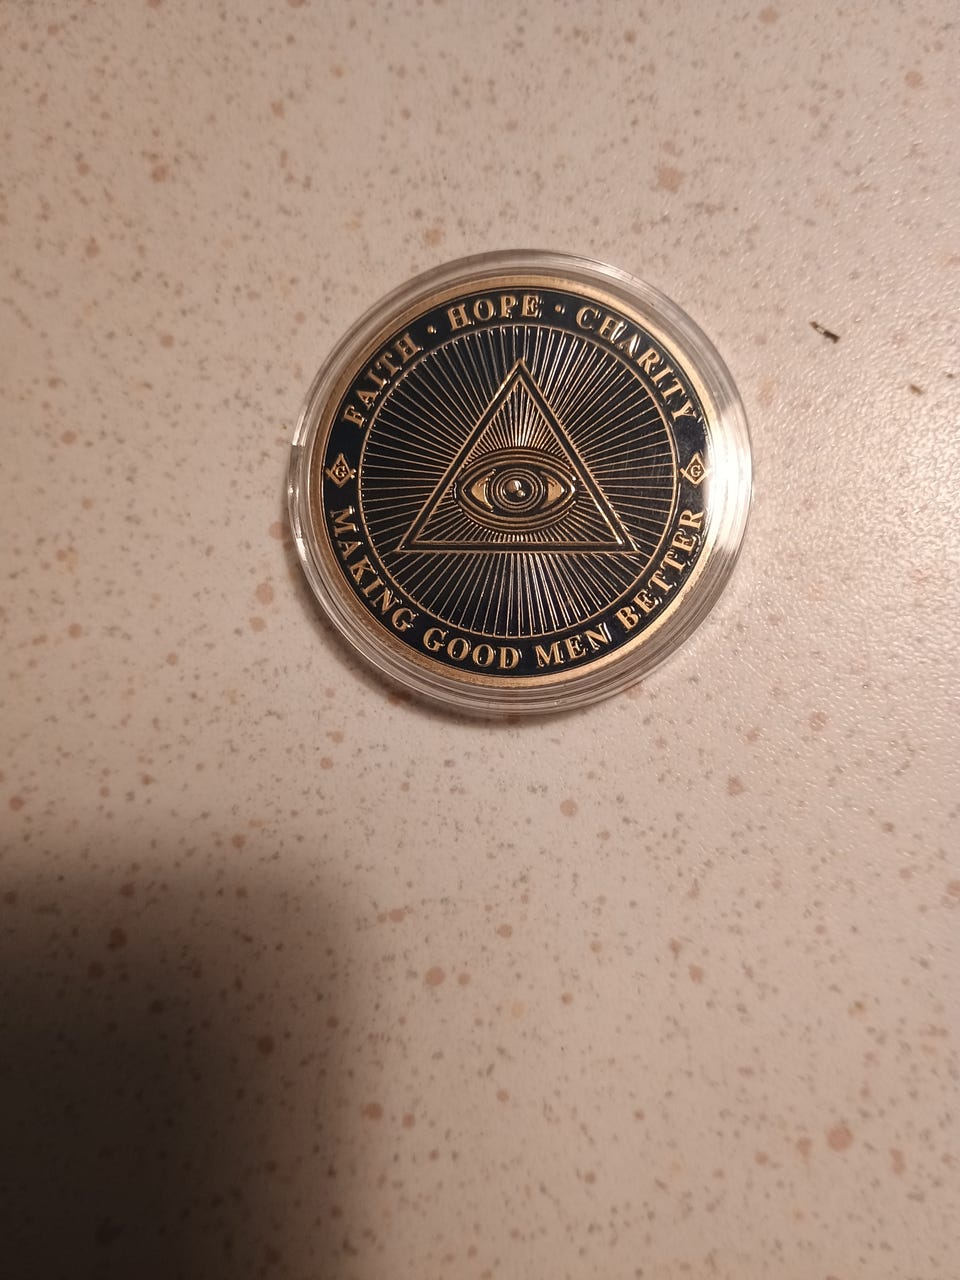 FAITH · HOPE · CHARITY
G
G
MAKING GOOD MEN BETTER